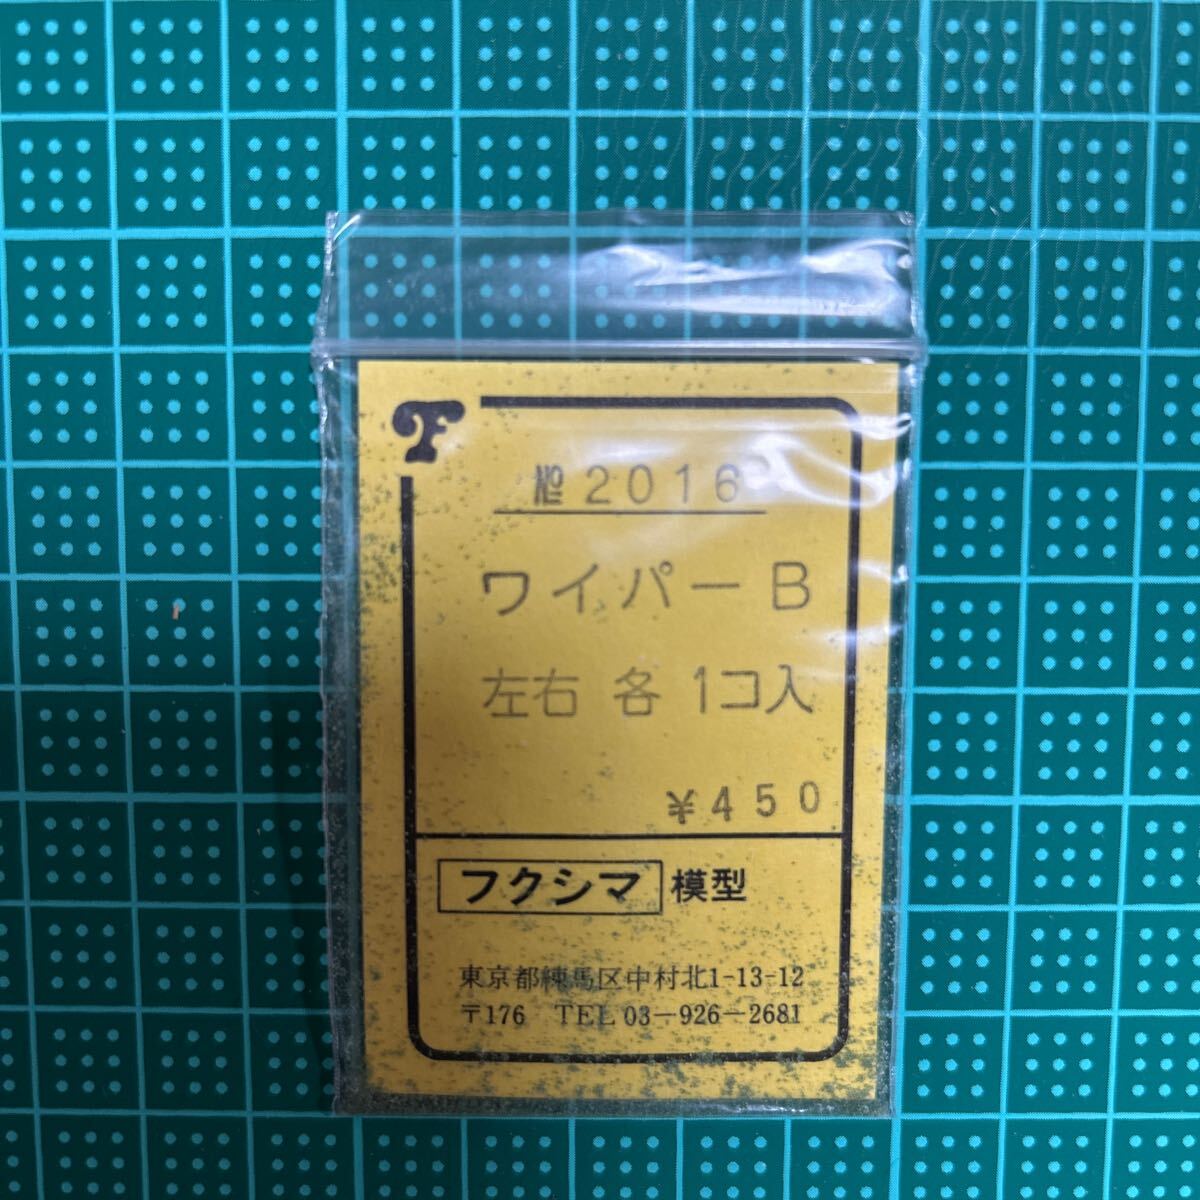 F
№2016
ワイパーB
左右 各 1コ入
¥450
フクシマ 模型
東京都練馬区中村北1-13-12
〒176 TEL 03-926-2681